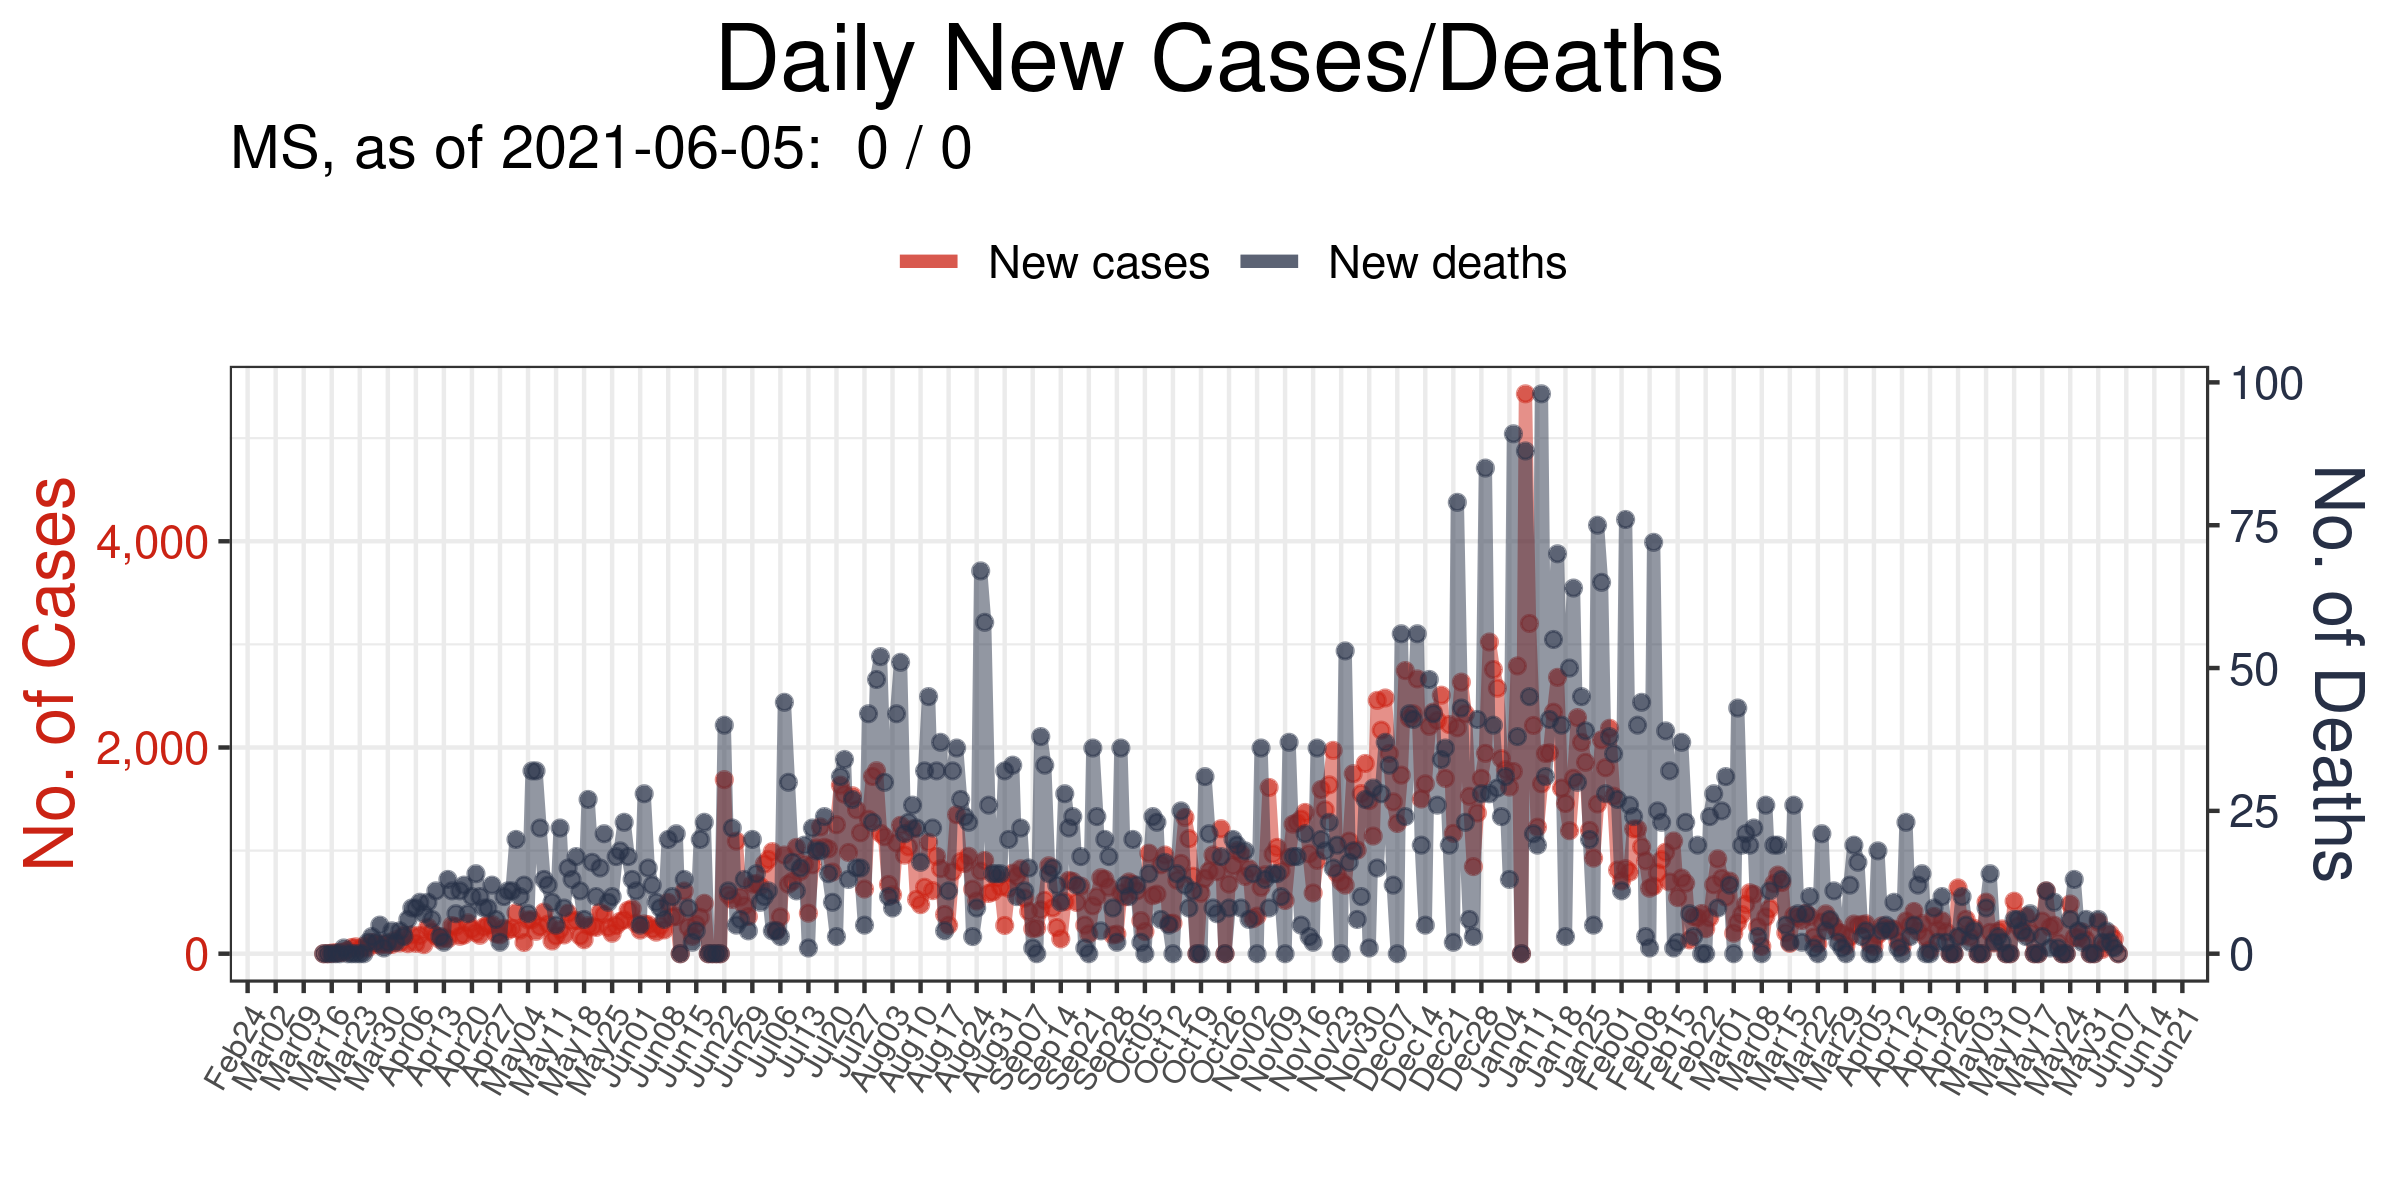 Daily New Cases/Deaths
MS, as of 2021-06-05:  0 / 0
New cases
New deaths
No. of Cases
4,000
2,000
0
100
75
50
25
0
No. of Deaths
Feb24
Mar02
Mar09
Mar16
Mar23
Mar30
Apr06
Apr13
Apr20
Apr27
May04
May11
May18
May25
Jun01
Jun08
Jun15
Jun22
Jun29
Jul06
Jul13
Jul20
Jul27
Aug03
Aug10
Aug17
Aug24
Aug31
Sep07
Sep14
Sep21
Sep28
Oct05
Oct12
Oct19
Oct26
Nov02
Nov09
Nov16
Nov23
Nov30
Dec07
Dec14
Dec21
Dec28
Jan04
Jan11
Jan18
Jan25
Feb01
Feb08
Feb15
Feb22
Mar01
Mar08
Mar15
Mar22
Mar29
Apr05
Apr12
Apr19
Apr26
May03
May10
May17
May24
May31
Jun07
Jun14
Jun21